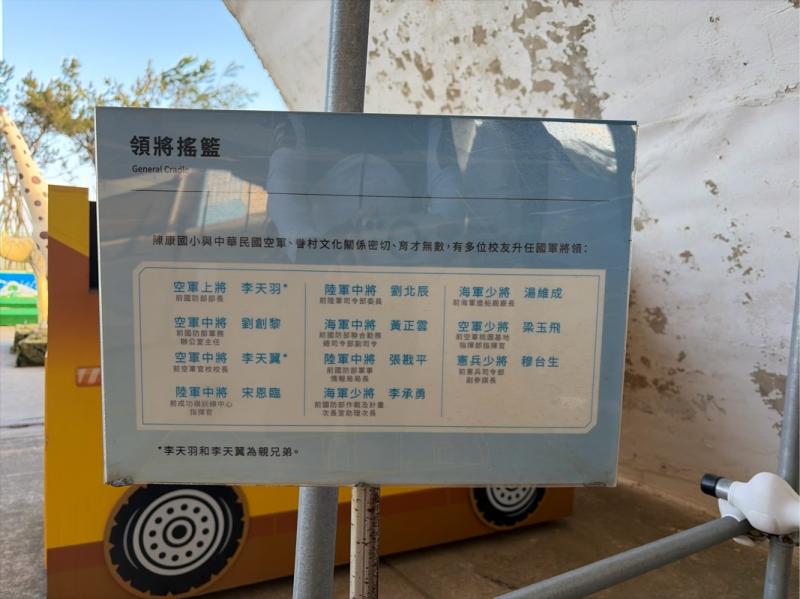 領將搖籃
General Cradle
陳康國小與中華民國空軍、眷村文化關係密切、育才無數，有多位校友升任國軍將領：
空軍上將 李天羽*
前國防部部長
空軍中將 劉創黎
前國防部軍務
辦公室主任
空軍中將 李天翼*
前空軍官校校長
陸軍中將 宋恩臨
前成功嶺訓練中心
指揮官
陸軍中將 劉北辰
前陸軍司令部委員
海軍中將 黃正雲
前國防部聯合勤務
總司令部副司令
陸軍中將 張戡平
前國防部軍事
情報局局長
海軍少將 李承勇
前國防部作戰及計畫
次長室助理次長
海軍少將 湯維成
前海軍造船廠廠長
空軍少將 梁玉飛
前空軍桃園基地
指揮部指揮官
憲兵少將 穆台生
前憲兵司令部
副參謀長
*李天羽和李天翼為親兄弟。